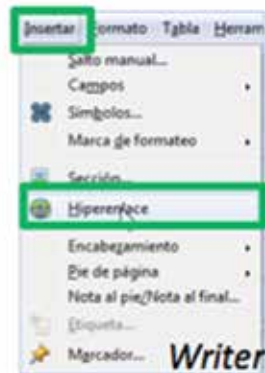 Insertar Formato Tabla Herram
Salto manual...
Campos
Símbolos...
Marca de formateo
Sección...
Hiperenlace
Encabezamiento
Pie de página
Nota al pie/Nota al final...
Etiqueta...
Marcador...
Writer